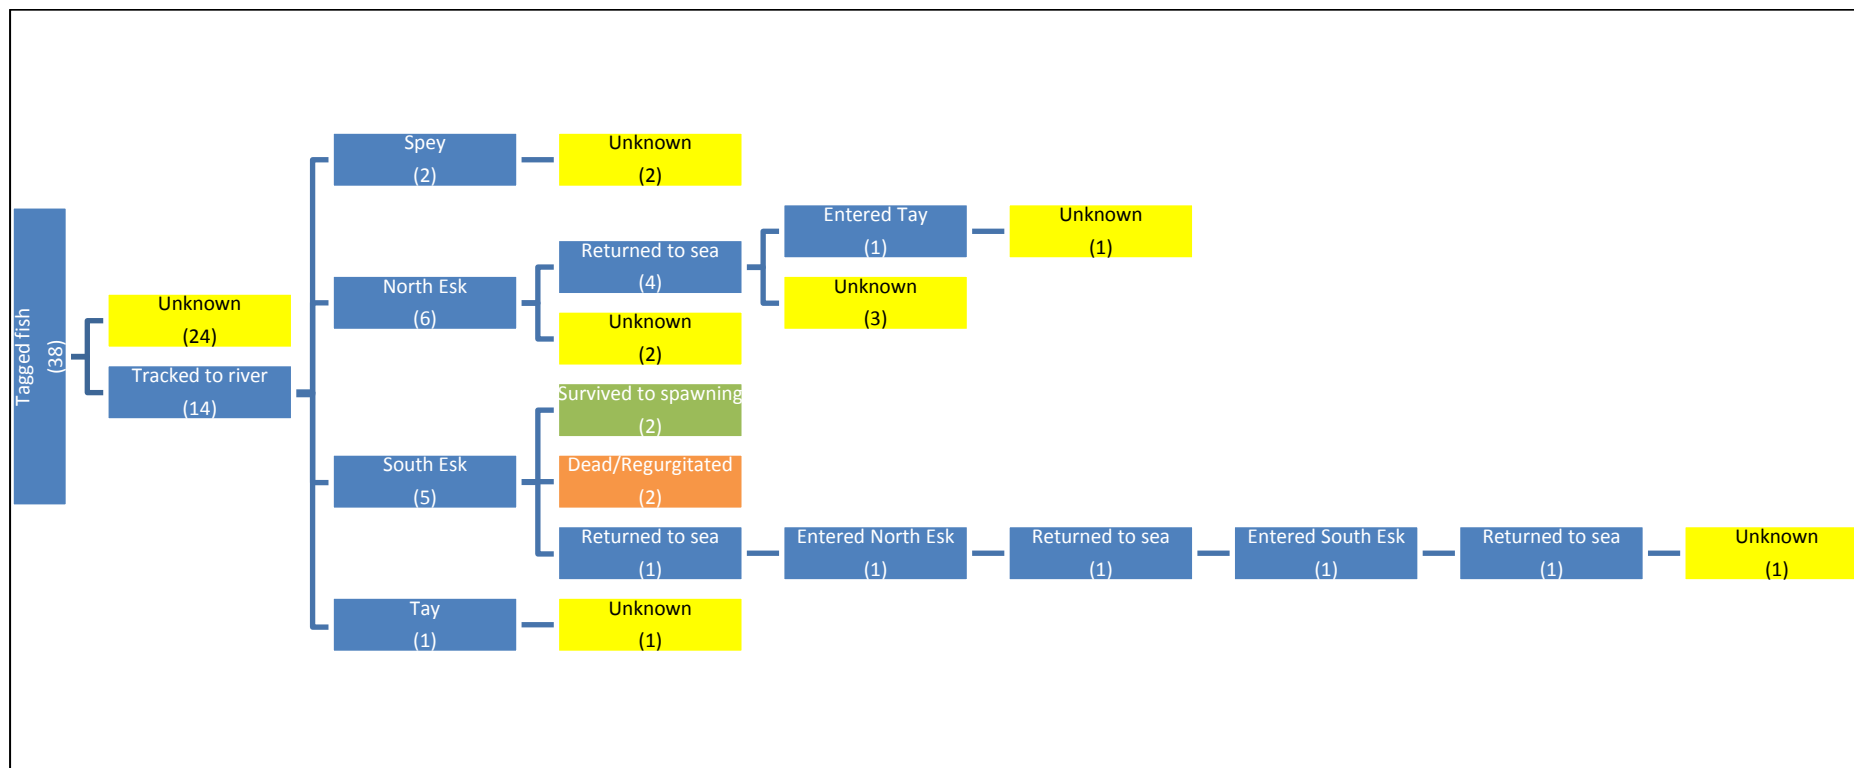 Tagged fish
(38)
Unknown
(24)
Tracked to river
(14)
Spey
(2)
Unknown
(2)
North Esk
(6)
Returned to sea
(4)
Entered Tay
(1)
Unknown
(1)
Unknown
(3)
Unknown
(2)
South Esk
(5)
Survived to spawning
(2)
Dead/Regurgitated
(2)
Returned to sea
(1)
Entered North Esk
(1)
Returned to sea
(1)
Entered South Esk
(1)
Returned to sea
(1)
Unknown
(1)
Tay
(1)
Unknown
(1)